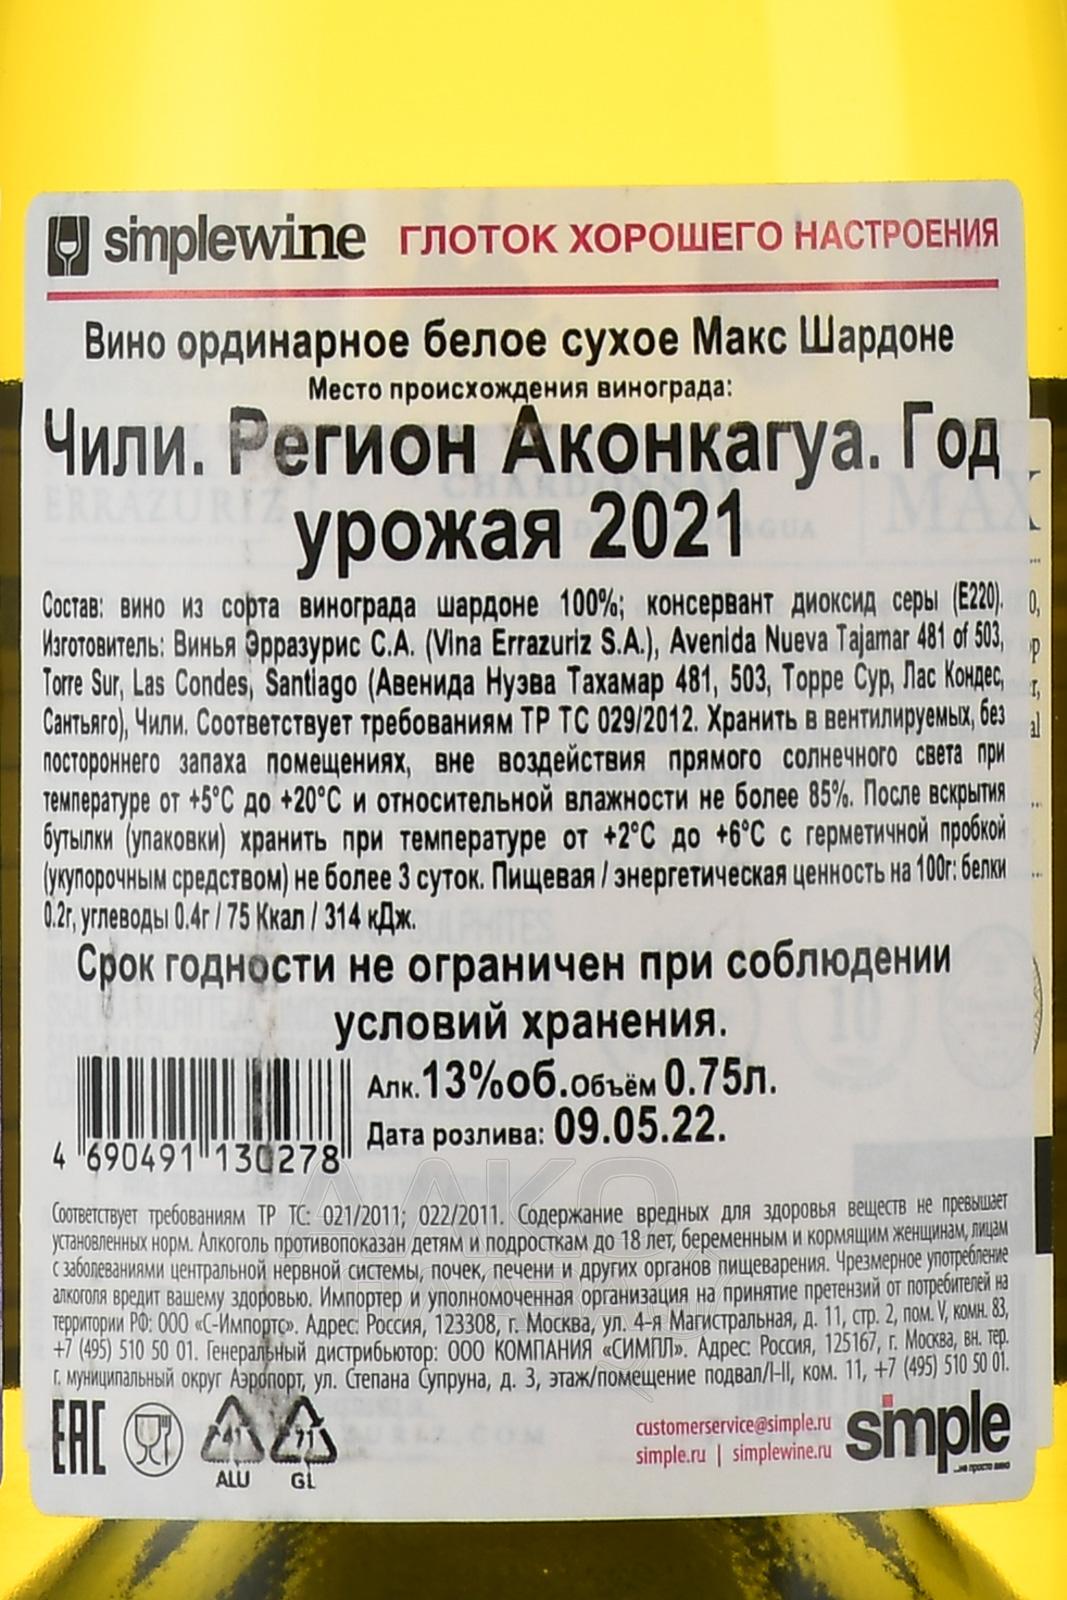 simplewine ГЛОТОК ХОРОШЕГО НАСТРОЕНИЯ
Вино ординарное белое сухое Макс Шардоне
Место происхождения винограда:
Чили. Регион Аконкагуа. Год
урожая 2021
Состав: вино из сорта винограда шардоне 100%; консервант диоксид серы (Е220).
Изготовитель: Винья Эрразурис С.А. (Vina Errazuriz S.A.), Avenida Nueva Tajamar 481 of 503,
Torre Sur, Las Condes, Santiago (Авенида Нуэва Тахамар 481, 503, Торре Сур, Лас Кондес,
Сантьяго), Чили. Соответствует требованиям ТР ТС 029/2012. Хранить в вентилируемых, без
постороннего запаха помещениях, вне воздействия прямого солнечного света при
температуре от +5°С до +20°С и относительной влажности не более 85%. После вскрытия
бутылки (упаковки) хранить при температуре от +2°С до +6°С с герметичной пробкой
(укупорочным средством) не более 3 суток. Пищевая / энергетическая ценность на 100г: белки
0.2г, углеводы 0.4г / 75 Ккал / 314 кДж.
Срок годности не ограничен при соблюдении
условий хранения.
Алк.13%об.Объём 0.75л.
Дата розлива: 09.05.22.
4 690491 130278
Соответствует требованиям ТР ТС: 021/2011; 022/2011. Содержание вредных для здоровья веществ не превышает
установленных норм. Алкоголь противопоказан детям и подросткам до 18 лет, беременным и кормящим женщинам, лицам
с заболеваниями центральной нервной системы, почек, печени и других органов пищеварения. Чрезмерное употребление
алкоголя вредит вашему здоровью. Импортер и уполномоченная организация на принятие претензий от потребителей на
территории РФ: ООО «С-Импортс». Адрес: Россия, 123308, г. Москва, ул. 4-я Магистральная, д. 11, стр. 2, пом. V, комн. 83,
+7 (495) 510 50 01. Генеральный дистрибьютор: ООО КОМПАНИЯ «СИМПЛ». Адрес: Россия, 125167, г. Москва, вн. тер.
г. муниципальный округ Аэропорт, ул. Степана Супруна, д. 3, этаж/помещение подвал/I-II, ком. 11, +7 (495) 510 50 01.
EAC 41 ALU 71 GL
customerservice@simple.ru
simple.ru | simplewine.ru
simple
...не просто вино